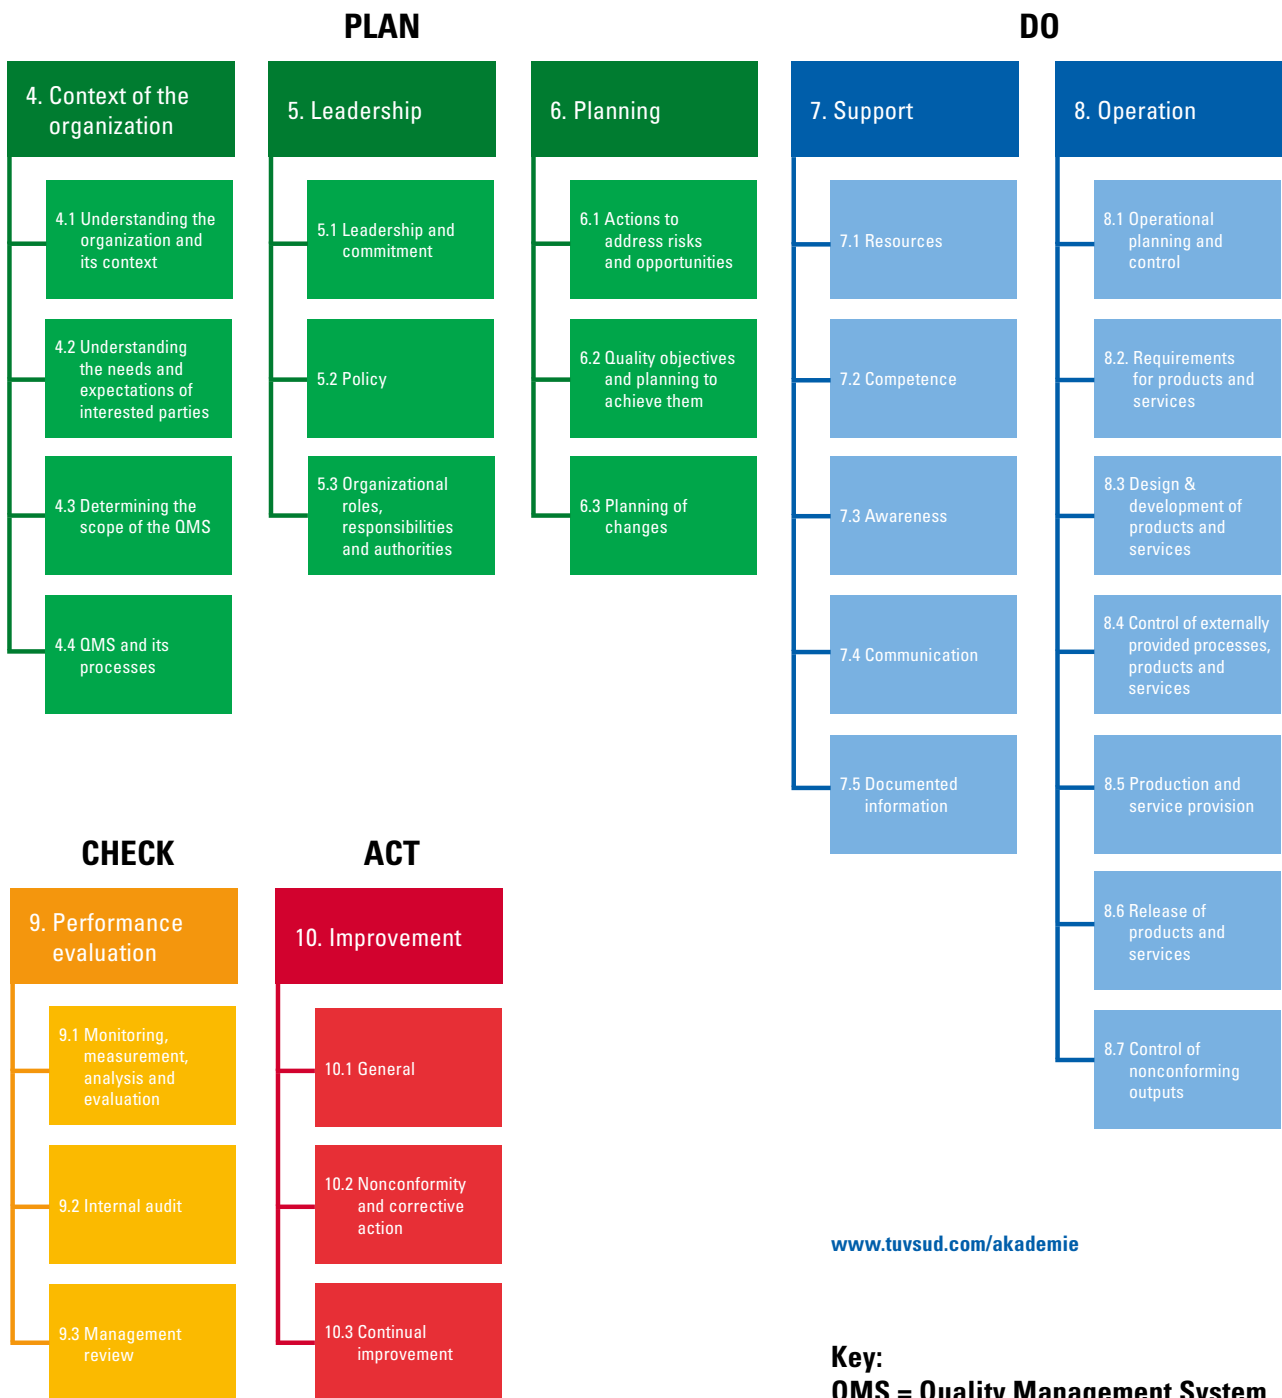 PLAN
DO
4. Context of the
organization
5. Leadership
6. Planning
7. Support
8. Operation
4.1 Understanding the
organization and
its context
4.2 Understanding
the needs and
expectations of
interested parties
4.3 Determining the
scope of the QMS
4.4 QMS and its
processes
5.1 Leadership and
commitment
5.2 Policy
5.3 Organizational
roles,
responsibilities
and authorities
6.1 Actions to
address risks
and opportunities
6.2 Quality objectives
and planning to
achieve them
6.3 Planning of
changes
7.1 Resources
7.2 Competence
7.3 Awareness
7.4 Communication
7.5 Documented
information
8.1 Operational
planning and
control
8.2. Requirements
for products and
services
8.3 Design &
development of
products and
services
8.4 Control of externally
provided processes,
products and
services
8.5 Production and
service provision
8.6 Release of
products and
services
8.7 Control of
nonconforming
outputs
CHECK
ACT
9. Performance
evaluation
10. Improvement
9.1 Monitoring,
measurement,
analysis and
evaluation
9.2 Internal audit
9.3 Management
review
10.1 General
10.2 Nonconformity
and corrective
action
10.3 Continual
improvement
www.tuvsud.com/akademie
Key:
QMS = Quality Management System